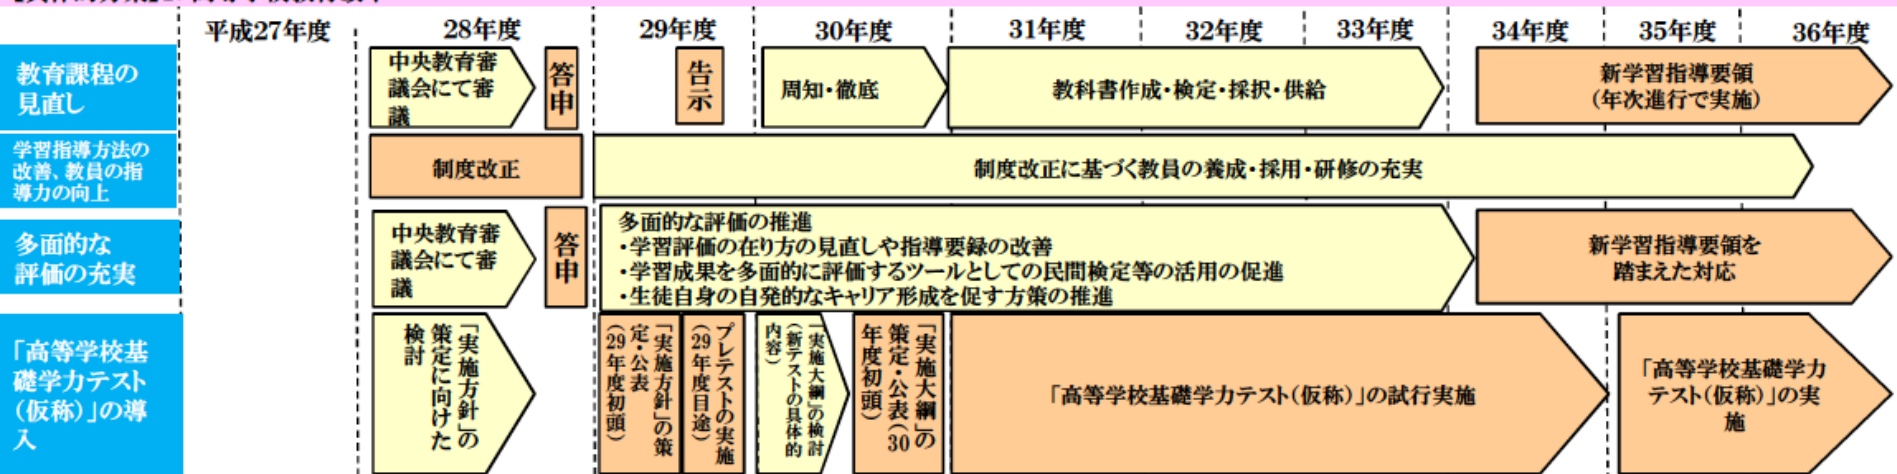 平成27年度
28年度
29年度
30年度
31年度
32年度
33年度
34年度
35年度
36年度
教育課程の
見直し
中央教育審
議会にて審
議
答申
告示
周知・徹底
教科書作成・検定・採択・供給
新学習指導要領
(年次進行で実施)
学習指導方法の
改善、教員の指
導力の向上
制度改正
制度改正に基づく教員の養成・採用・研修の充実
多面的な
評価の充実
中央教育審
議会にて審
議
答申
多面的な評価の推進
・学習評価の在り方の見直しや指導要録の改善
・学習成果を多面的に評価するツールとしての民間検定等の活用の促進
・生徒自身の自発的なキャリア形成を促す方策の推進
新学習指導要領を
踏まえた対応
「高等学校基
礎学力テスト
(仮称)」の導
入
「実施方針」の
策定に向けた
検討
「実施方針」の策
定・公表
(29年度初頭)
プレテストの実施
(29年度目途)
「実施大綱」の検討
(新テストの具体的
内容)
「実施大綱」の
策定・公表(30
年度初頭)
「高等学校基礎学力テスト(仮称)」の試行実施
「高等学校基礎学力
テスト(仮称)」の実
施